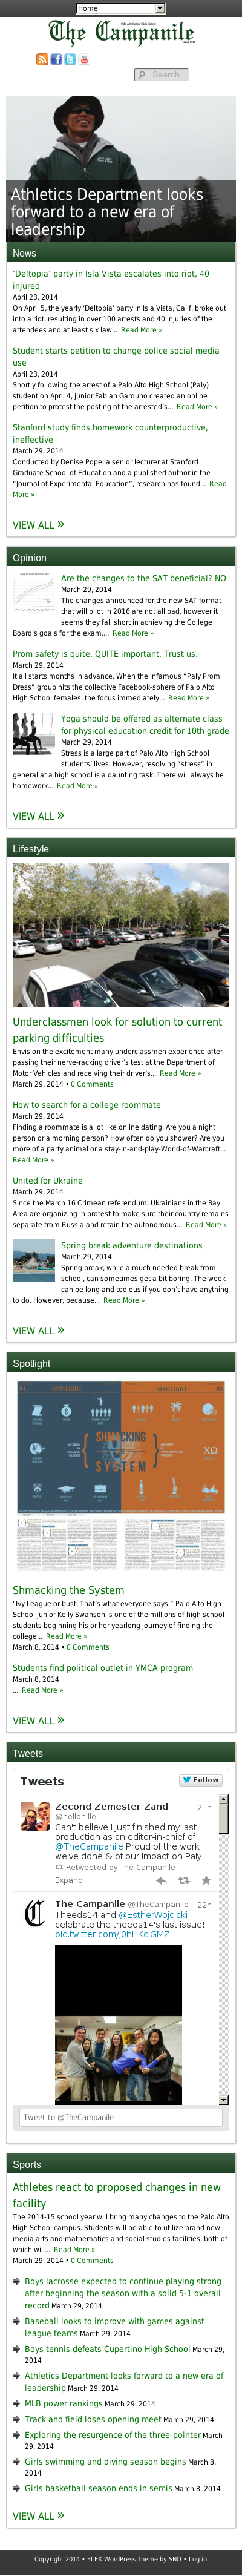 Home
Palo Alto Senior High School
The Campanile
Search
Athletics Department looks
forward to a new era of
leadership
News
'Deltopia' party in Isla Vista escalates into riot, 40
injured
April 23, 2014
On April 5, the yearly 'Deltopia' party in Isla Vista, Calif. broke out
into a riot, resulting in over 100 arrests and 40 injuries of the
attendees and at least six law... Read More »
Student starts petition to change police social media
use
April 23, 2014
Shortly following the arrest of a Palo Alto High School (Paly)
student on April 4, junior Fabian Garduno created an online
petition to protest the posting of the arrested's... Read More »
Stanford study finds homework counterproductive,
ineffective
March 29, 2014
Conducted by Denise Pope, a senior lecturer at Stanford
Graduate School of Education and a published author in the
"Journal of Experimental Education", research has found... Read
More »
VIEW ALL »
Opinion
Are the changes to the SAT beneficial? NO
March 29, 2014
The changes announced for the new SAT format
that will pilot in 2016 are not all bad, however it
seems they fall short in achieving the College
Board's goals for the exam.... Read More »
Prom safety is quite, QUITE important. Trust us.
March 29, 2014
It all starts months in advance. When the infamous "Paly Prom
Dress" group hits the collective Facebook-sphere of Palo Alto
High School females, the focus immediately... Read More »
Yoga should be offered as alternate class
for physical education credit for 10th grade
March 29, 2014
Stress is a large part of Palo Alto High School
students' lives. However, resolving "stress" in
general at a high school is a daunting task. There will always be
homework... Read More »
VIEW ALL »
Lifestyle
Underclassmen look for solution to current
parking difficulties
Envision the excitement many underclassmen experience after
passing their nerve-racking driver's test at the Department of
Motor Vehicles and receiving their driver's... Read More »
March 29, 2014 • 0 Comments
How to search for a college roommate
March 29, 2014
Finding a roommate is a lot like online dating. Are you a night
person or a morning person? How often do you shower? Are you
more of a party star or a stay-in-and-play-World-of-Warcraft...
Read More »
United for Ukraine
March 29, 2014
Since the March 16 Crimean referendum, Ukrainians in the Bay
Area are organizing in protest to make sure their country remains
separate from Russia and retain the autonomous... Read More »
Spring break adventure destinations
March 29, 2014
Spring break, while a much needed break from
school, can sometimes get a bit boring. The week
can be long and tedious if you don't have anything
to do. However, because... Read More »
VIEW ALL »
Spotlight
SPOTLIGHT
SPOTLIGHT
SHMACKING
THE
SYSTEM
Shmacking the System
"Ivy League or bust. That's what everyone says." Palo Alto High
School junior Kelly Swanson is one of the millions of high school
students beginning his or her yearlong crusade of finding the one
college... Read More »
March 8, 2014 • 0 Comments
Students find political outlet in YMCA program
March 8, 2014
... Read More »
VIEW ALL »
Tweets
Tweets
Follow
Zecond Zemester Zand 21h
@hellolillel
Can't believe I just finished my last
production as an editor-in-chief of
@TheCampanile Proud of the work
we've done & of our impact on Paly
Retweeted by The Campanile
Expand
The Campanile @TheCampanile 22h
Theeds14 and @EstherWojcicki
celebrate the theeds14's last issue!
pic.twitter.com/J0hHKciGMZ
Tweet to @TheCampanile
Sports
Athletes react to proposed changes in new
facility
The 2014-15 school year will bring many changes to the Palo Alto
High School campus. Students will be able to utilize brand new
media arts and mathematics and social studies facilities, both of
which will... Read More »
March 29, 2014 • 0 Comments
Boys lacrosse expected to continue playing strong
after beginning the season with a solid 5-1 overall
record March 29, 2014
Baseball looks to improve with games against
league teams March 29, 2014
Boys tennis defeats Cupertino High School March 29,
2014
Athletics Department looks forward to a new era of
leadership March 29, 2014
MLB power rankings March 29, 2014
Track and field loses opening meet March 29, 2014
Exploring the resurgence of the three-pointer March
29, 2014
Girls swimming and diving season begins March 8,
2014
Girls basketball season ends in semis March 8, 2014
VIEW ALL »
Copyright 2014 • FLEX WordPress Theme by SNO • Log in